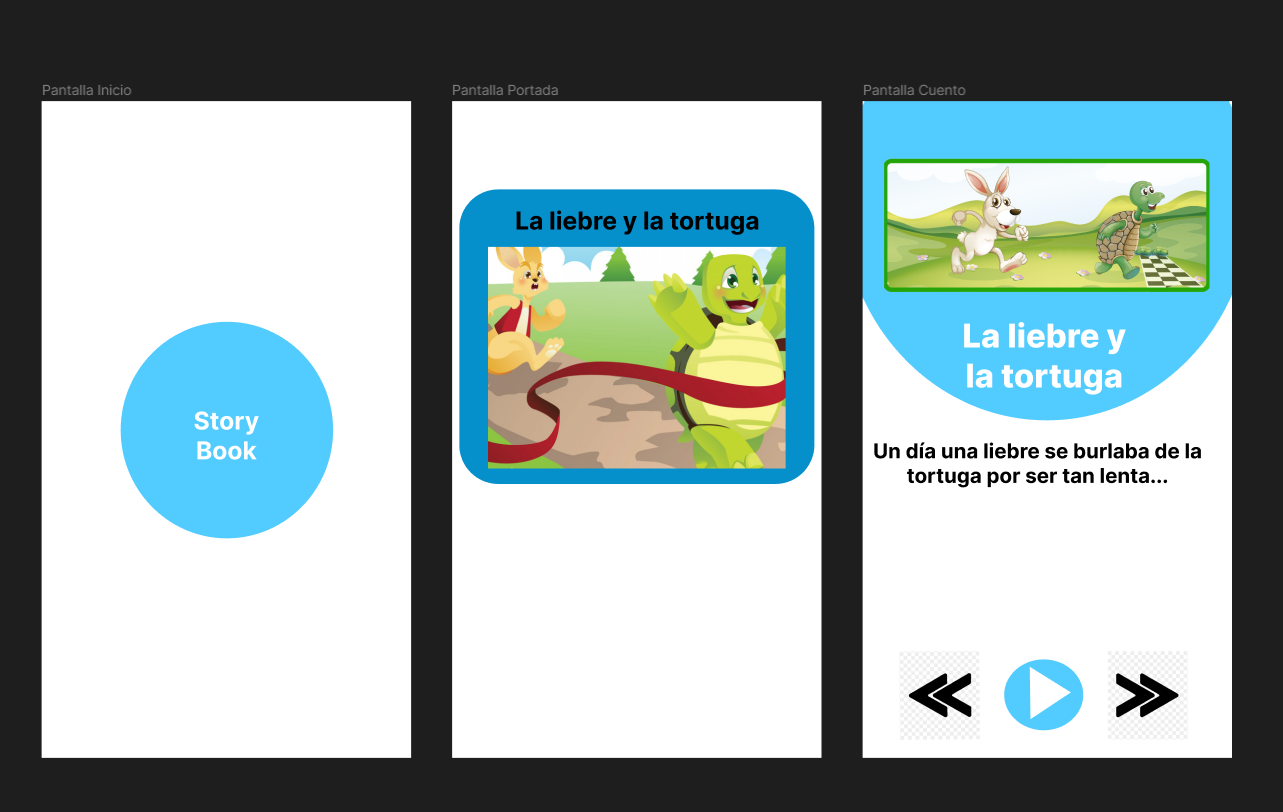 Pantalla Inicio
Story
Book
Pantalla Portada
La liebre y la tortuga
Pantalla Cuento
La liebre y
la tortuga
Un día una liebre se burlaba de la
tortuga por ser tan lenta...